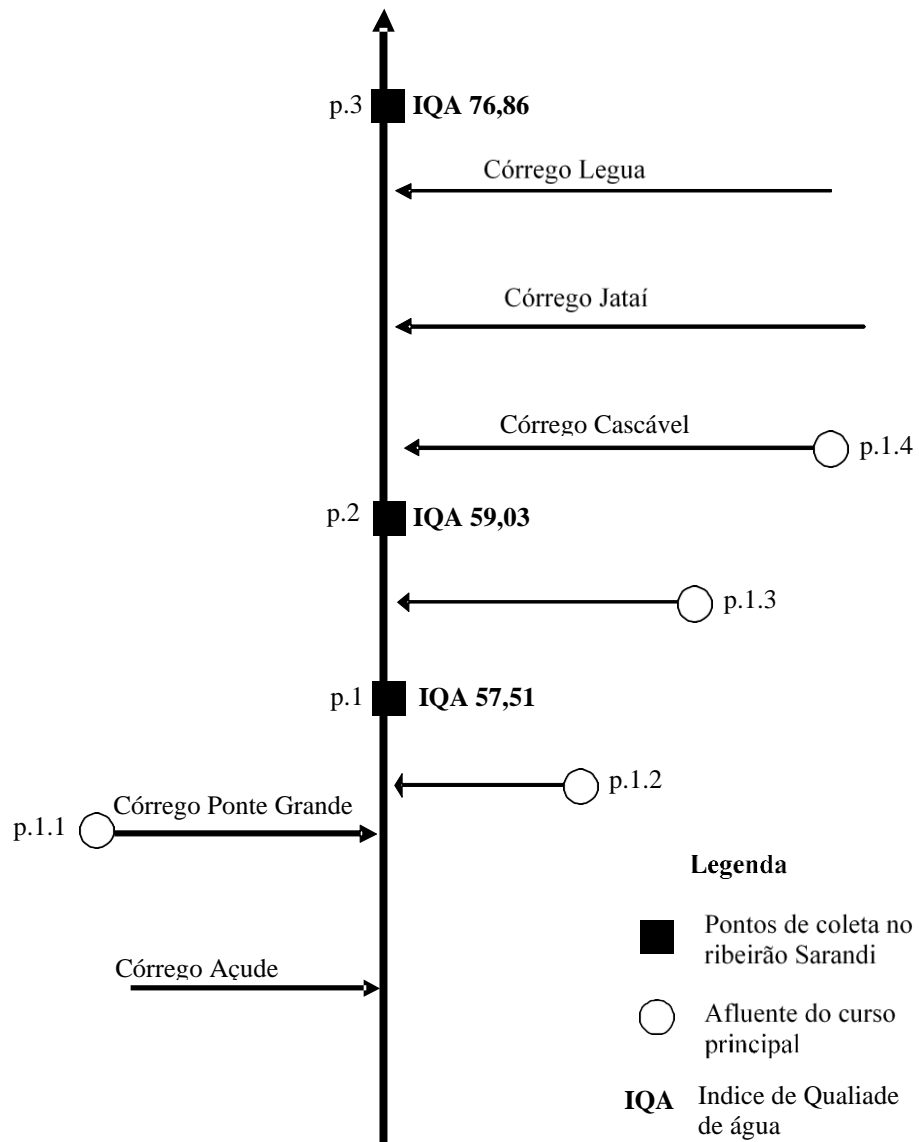 p.3 IQA 76,86
Córrego Legua
Córrego Jataí
Córrego Cascável
p.1.4
p.2 IQA 59,03
p.1.3
p.1 IQA 57,51
p.1.2
Córrego Ponte Grande
p.1.1
Córrego Açude
Legenda
Pontos de coleta no
ribeirão Sarandi
Afluente do curso
principal
IQA Indice de Qualiade
de água